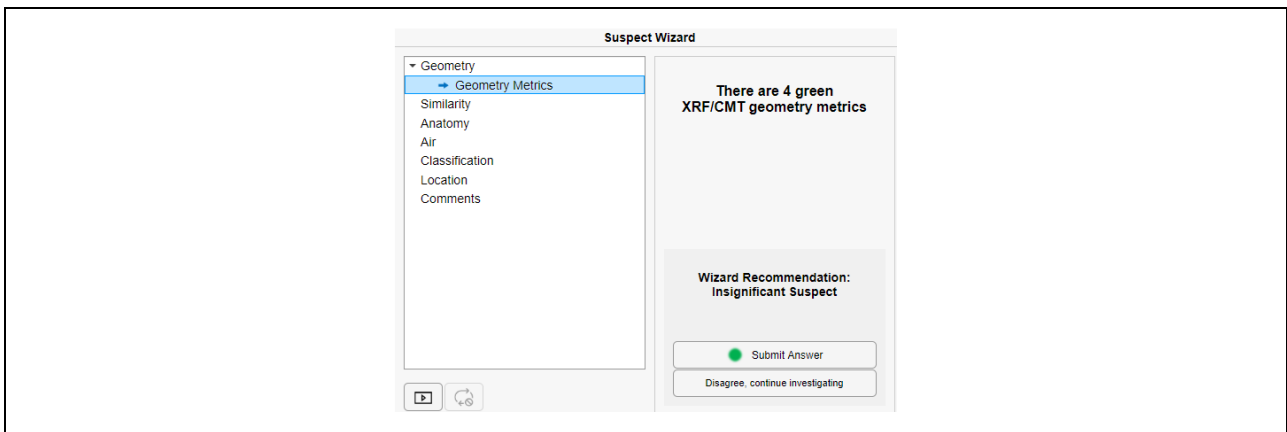 Suspect Wizard
Geometry
Geometry Metrics
Similarity
Anatomy
Air
Classification
Location
Comments
There are 4 green
XRF/CMT geometry metrics
Wizard Recommendation:
Insignificant Suspect
Submit Answer
Disagree, continue investigating